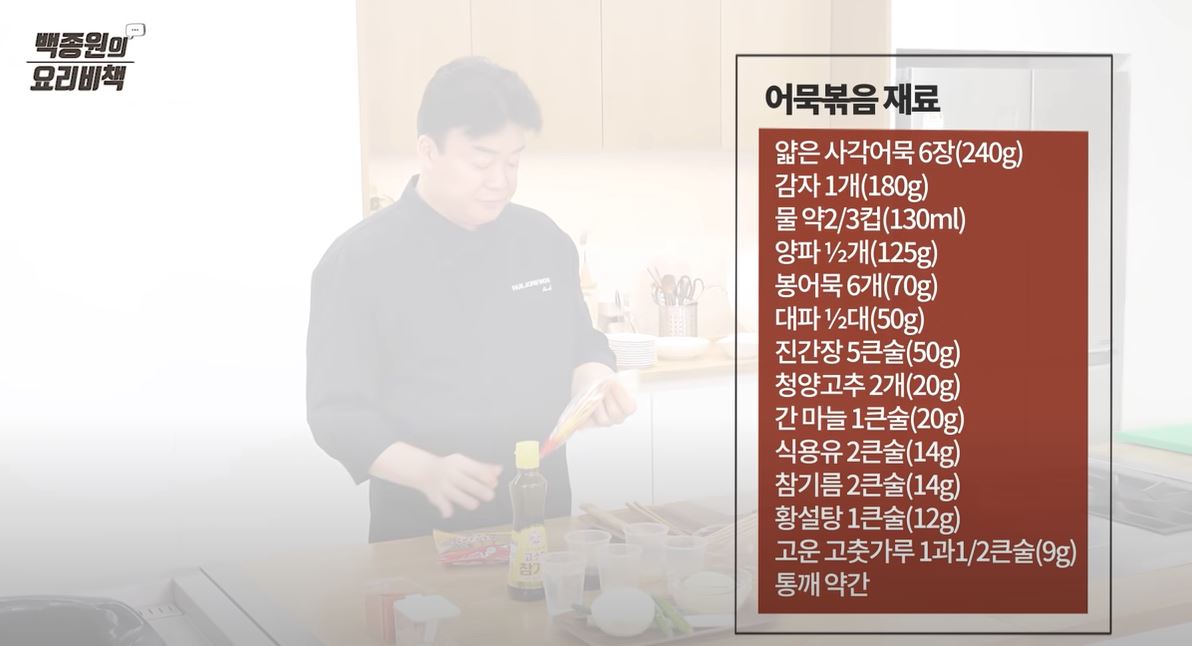 백종원의
요리비책
어묵볶음 재료
얇은 사각어묵 6장(240g)
감자 1개(180g)
물 약2/3컵(130ml)
양파 ½개(125g)
봉어묵 6개(70g)
대파 ½대(50g)
진간장 5큰술(50g)
청양고추 2개(20g)
간 마늘 1큰술(20g)
식용유 2큰술(14g)
참기름 2큰술(14g)
황설탕 1큰술(12g)
고운 고춧가루 1과1/2큰술(9g)
통깨 약간